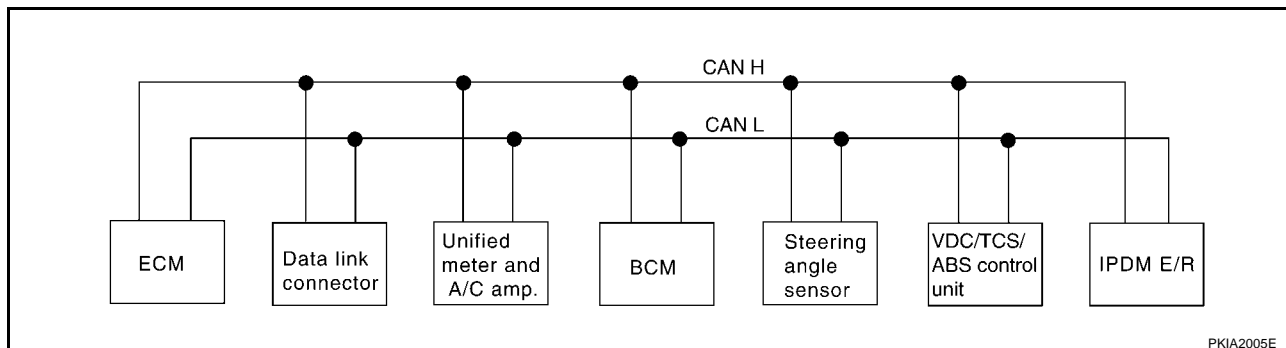 CAN H
CAN L
ECM
Data link
connector
Unified
meter and
A/C amp.
BCM
Steering
angle
sensor
VDC/TCS/
ABS control
unit
IPDM E/R
PKIA2005E